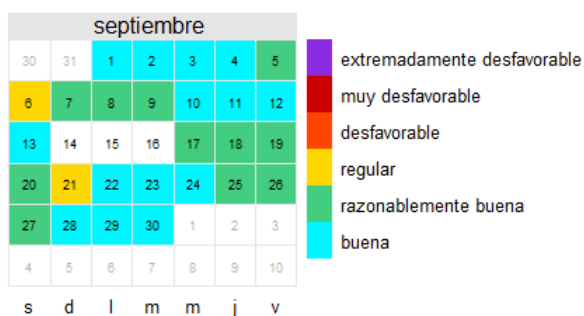 septiembre
30 31 1 2 3 4 5
6 7 8 9 10 11 12
13 14 15 16 17 18 19
20 21 22 23 24 25 26
27 28 29 30 1 2 3
4 5 6 7 8 9 10
s d l m m j v
extremadamente desfavorable
muy desfavorable
desfavorable
regular
razonablemente buena
buena